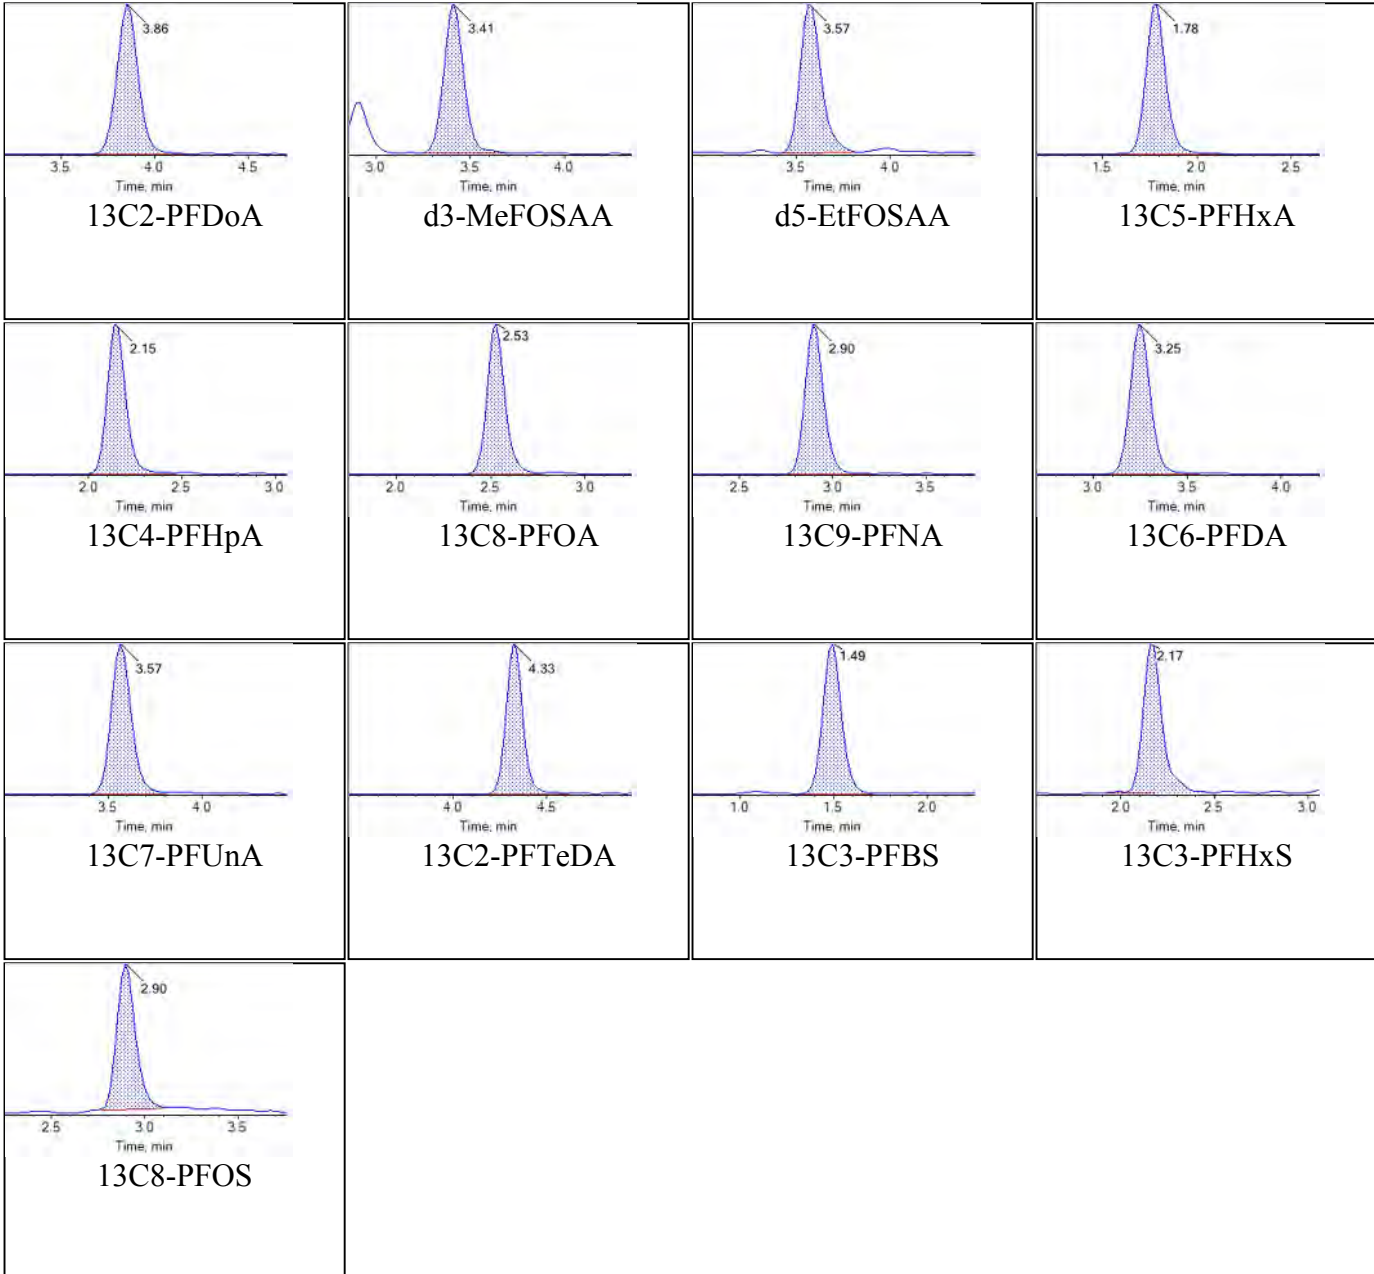 3.86
3.5 4.0 4.5
Time, min
13C2-PFDoA
3.41
3.0 3.5 4.0
Time, min
d3-MeFOSAA
3.57
3.5 4.0
Time, min
d5-EtFOSAA
1.78
1.5 2.0 2.5
Time, min
13C5-PFHxA
2.15
2.0 2.5 3.0
Time, min
13C4-PFHpA
2.53
2.0 2.5 3.0
Time, min
13C8-PFOA
2.90
2.5 3.0 3.5
Time, min
13C9-PFNA
3.25
3.0 3.5 4.0
Time, min
13C6-PFDA
3.57
3.5 4.0
Time, min
13C7-PFUnA
4.33
4.0 4.5
Time, min
13C2-PFTeDA
1.49
1.0 1.5 2.0
Time, min
13C3-PFBS
2.17
2.0 2.5 3.0
Time, min
13C3-PFHxS
2.90
2.5 3.0 3.5
Time, min
13C8-PFOS